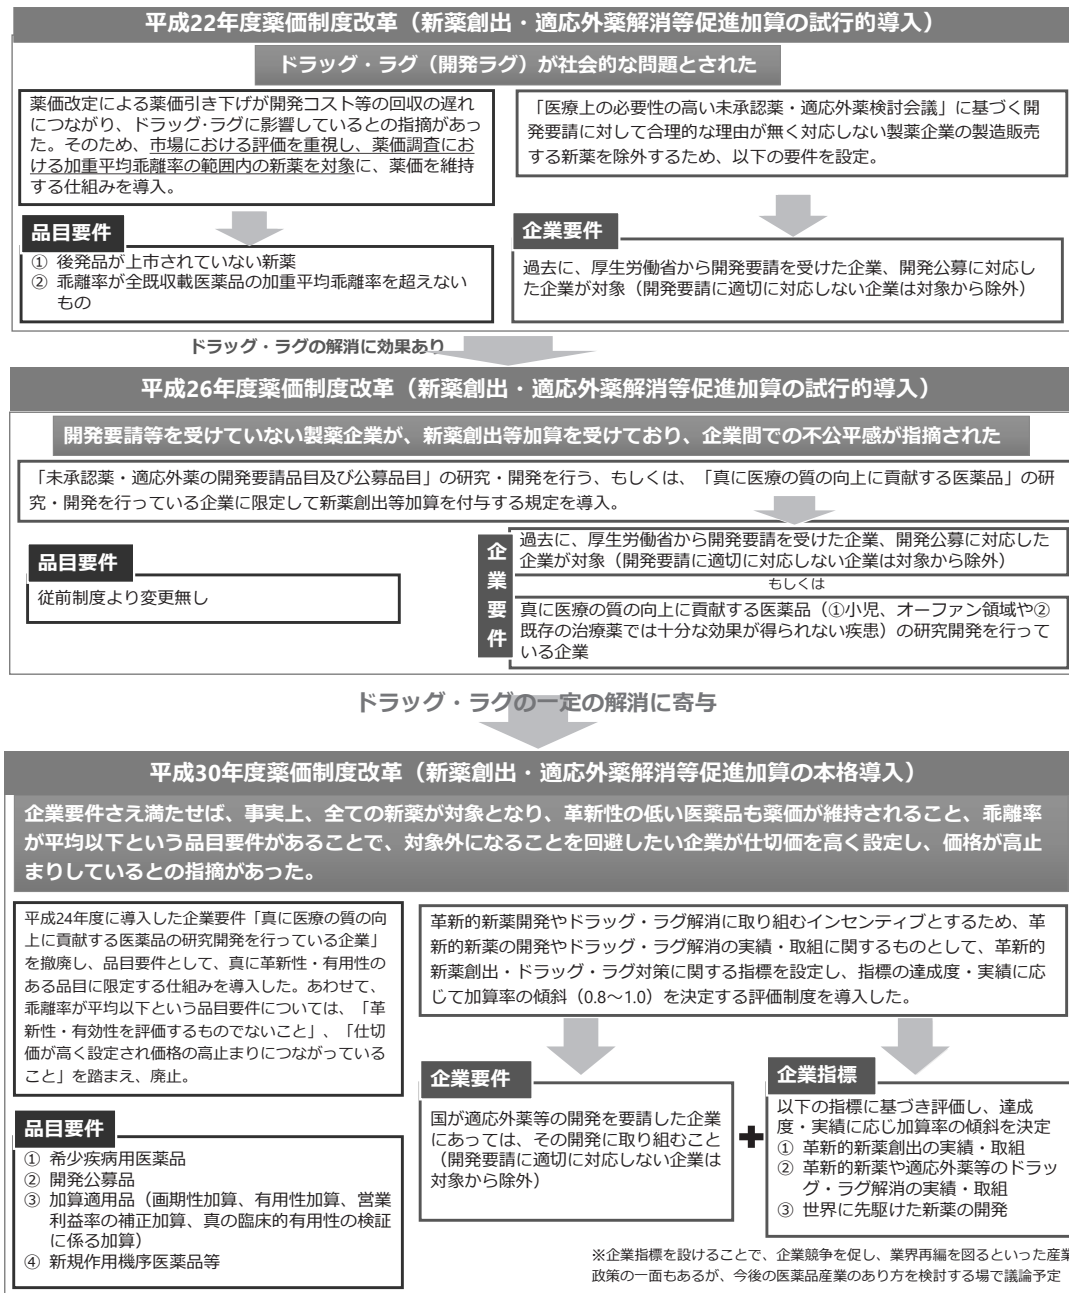 平成22年度薬価制度改革（新薬創出・適応外薬解消等促進加算の試行的導入）
ドラッグ・ラグ（開発ラグ）が社会的な問題とされた
薬価改定による薬価引き下げが開発コスト等の回収の遅れ
につながり、ドラッグ･ラグに影響しているとの指摘があっ
た。そのため、市場における評価を重視し、薬価調査にお
ける加重平均乖離率の範囲内の新薬を対象に、薬価を維持
する仕組みを導入。
「医療上の必要性の高い未承認薬・適応外薬検討会議」に基づく開
発要請に対して合理的な理由が無く対応しない製薬企業の製造販売
する新薬を除外するため、以下の要件を設定。
品目要件
① 後発品が上市されていない新薬
② 乖離率が全既収載医薬品の加重平均乖離率を超えない
もの
企業要件
過去に、厚生労働省から開発要請を受けた企業、開発公募に対応し
た企業が対象（開発要請に適切に対応しない企業は対象から除外）
ドラッグ・ラグの解消に効果あり
平成26年度薬価制度改革（新薬創出・適応外薬解消等促進加算の試行的導入）
開発要請等を受けていない製薬企業が、新薬創出等加算を受けており、企業間での不公平感が指摘された
「未承認薬・適応外薬の開発要請品目及び公募品目」の研究・開発を行う、もしくは、「真に医療の質の向上に貢献する医薬品」の研
究・開発を行っている企業に限定して新薬創出等加算を付与する規定を導入。
品目要件
従前制度より変更無し
企業要件
過去に、厚生労働省から開発要請を受けた企業、開発公募に対応した
企業が対象（開発要請に適切に対応しない企業は対象から除外）
もしくは
真に医療の質の向上に貢献する医薬品（①小児、オーファン領域や②
既存の治療薬では十分な効果が得られない疾患）の研究開発を行って
いる企業
ドラッグ・ラグの一定の解消に寄与
平成30年度薬価制度改革（新薬創出・適応外薬解消等促進加算の本格導入）
企業要件さえ満たせば、事実上、全ての新薬が対象となり、革新性の低い医薬品も薬価が維持されること、乖離率
が平均以下という品目要件があることで、対象外になることを回避したい企業が仕切価を高く設定し、価格が高止
まりしているとの指摘があった。
平成24年度に導入した企業要件「真に医療の質の向
上に貢献する医薬品の研究開発を行っている企業」
を撤廃し、品目要件として、真に革新性・有用性の
ある品目に限定する仕組みを導入した。あわせて、
乖離率が平均以下という品目要件については、「革
新性・有効性を評価するものでないこと」、「仕切
価が高く設定され価格の高止まりにつながっている
こと」を踏まえ、廃止。
革新的新薬開発やドラッグ・ラグ解消に取り組むインセンティブとするため、革
新的新薬の開発やドラッグ・ラグ解消の実績・取組に関するものとして、革新的
新薬創出・ドラッグ・ラグ対策に関する指標を設定し、指標の達成度・実績に応
じて加算率の傾斜（0.8～1.0）を決定する評価制度を導入した。
品目要件
① 希少疾病用医薬品
② 開発公募品
③ 加算適用品（画期性加算、有用性加算、営業
利益率の補正加算、真の臨床的有用性の検証
に係る加算）
④ 新規作用機序医薬品等
企業要件
国が適応外薬等の開発を要請した企業
にあっては、その開発に取り組むこと
（開発要請に適切に対応しない企業は
対象から除外）
✚
企業指標
以下の指標に基づき評価し、達成
度・実績に応じ加算率の傾斜を決定
① 革新的新薬創出の実績・取組
② 革新的新薬や適応外薬等のドラッ
グ・ラグ解消の実績・取組
③ 世界に先駆けた新薬の開発
※企業指標を設けることで、企業競争を促し、業界再編を図るといった産業
政策の一面もあるが、今後の医薬品産業のあり方を検討する場で議論予定